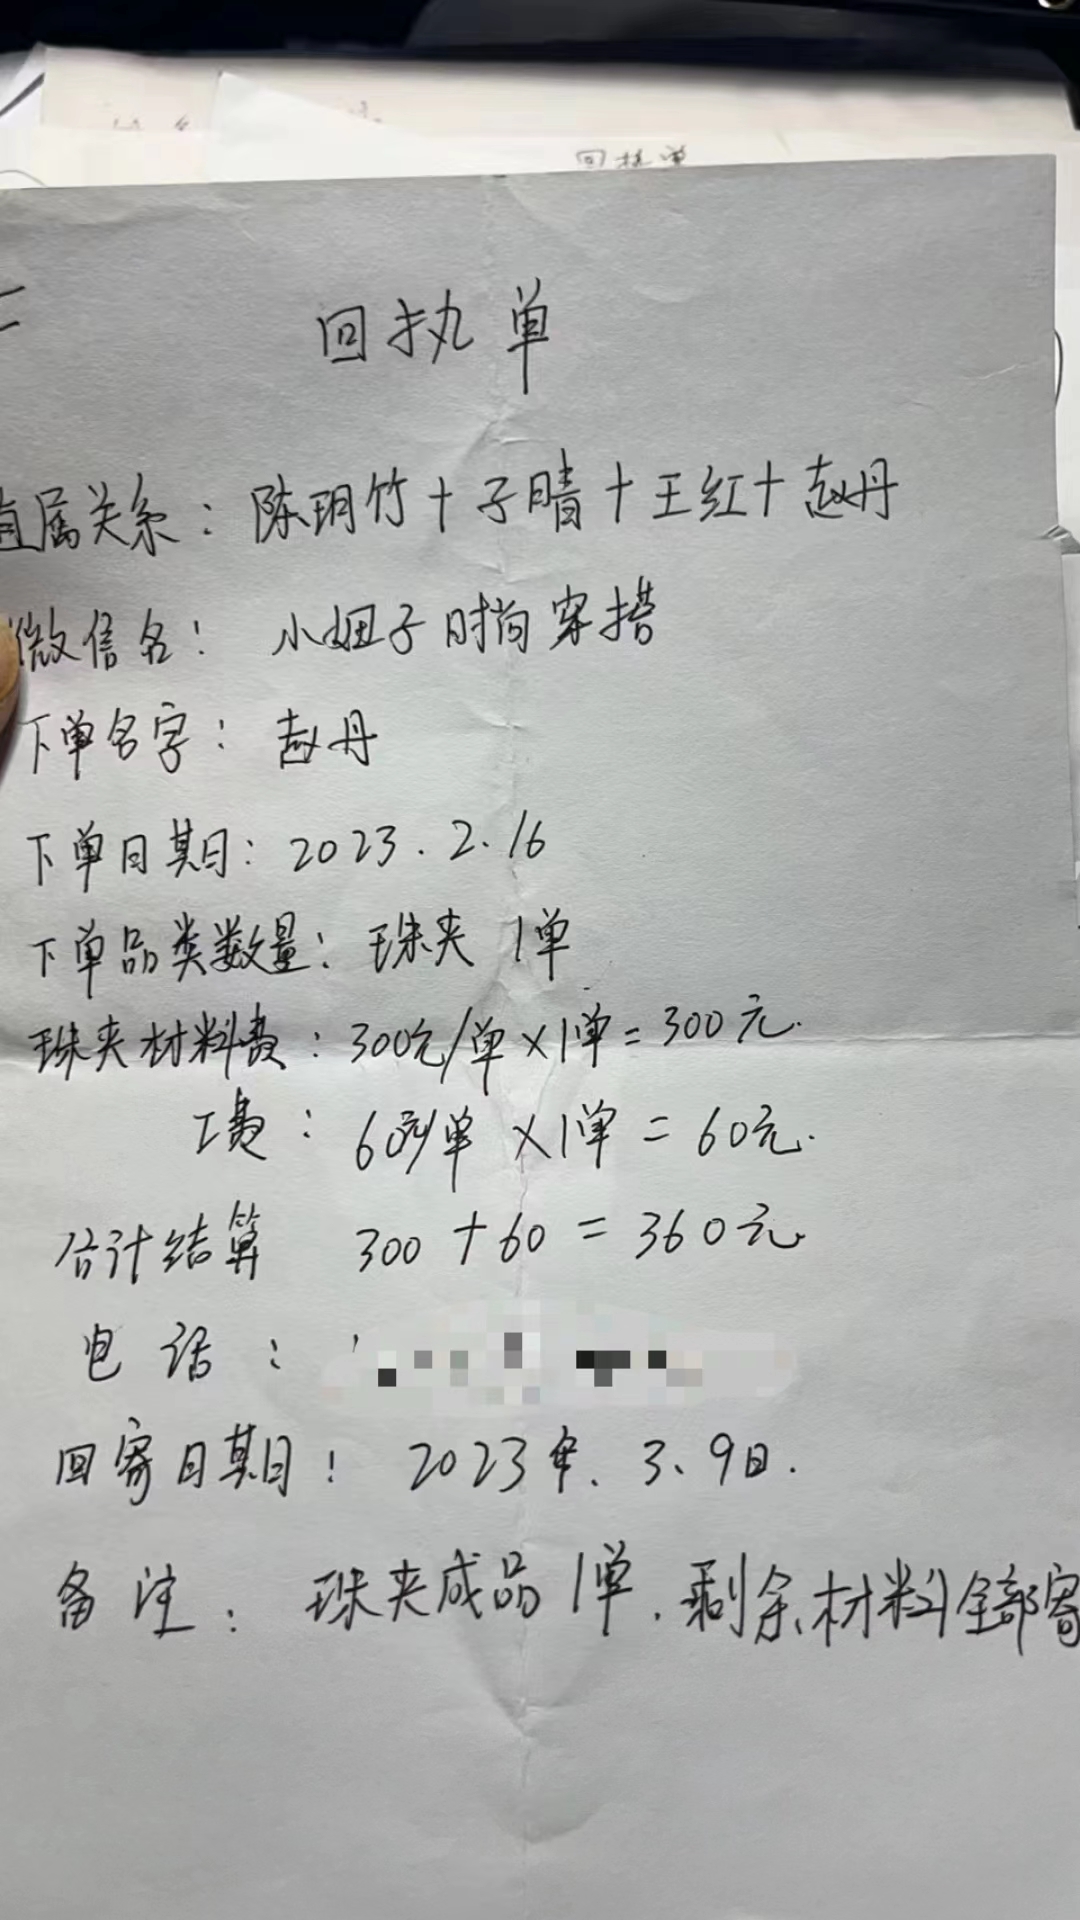 回执单
回执单
直属关系：陈玥竹+子晴+王红+赵丹
微信名：小妞子时尚穿搭
下单名字：赵丹
下单日期：2023.2.16
下单品类数量：珠夹 1单
珠夹材料费：300元/单×1单=300元.
工费：60元/单×1单=60元.
合计结算 300+60=360元.
电话：
回寄日期：2023年.3、9日.
备注：珠夹成品1单.剩余材料全部寄